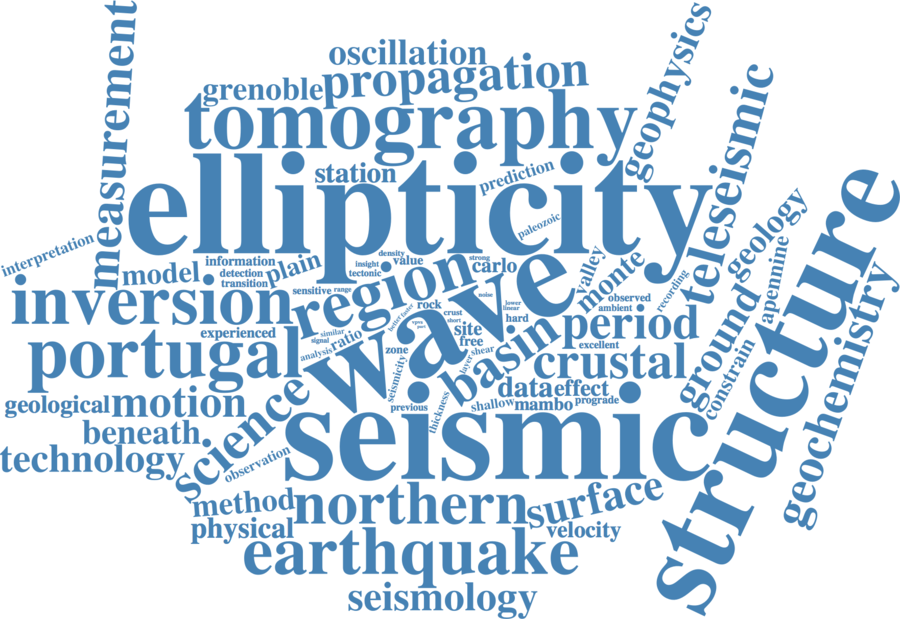 measurement
oscillation
grenoble
propagation
geophysics
tomography
teleseismic
station
prediction
ellipticity
paleozoic
structure
interpretation
information
detection
transition
plain
density
value
insight
tectonic
strong
carlo
model
region
wave
valley
monte
geology
apennine
recording
inversion
sensitive
range
rock
crust
short
better
faster
vpvs
part
noise
lower
linear
hard
observed
ambient
experienced
similar
signal
analysis
ratio
zone
site
free
basin
period
excellent
ground
constrain
portugal
seismicity
layer
shear
crustal
geochemistry
data
effect
geological
motion
science
previous
thickness
shallow
mambo
prograde
beneath
seismic
technology
observation
method
northern
surface
physical
velocity
earthquake
seismology